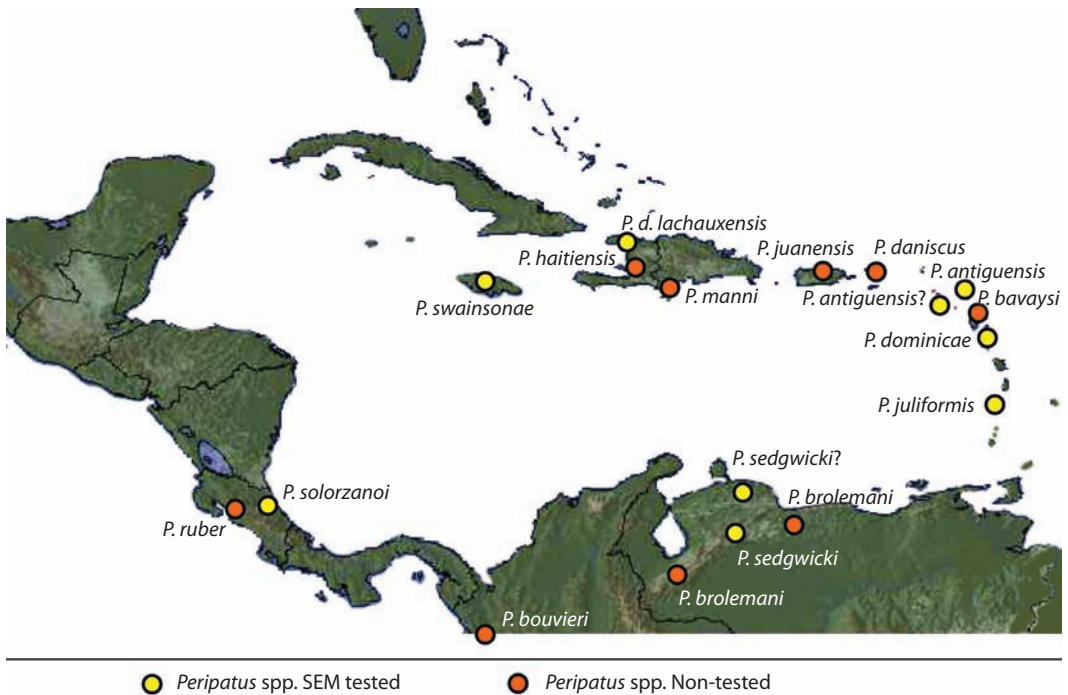 P. d. lachauxensis
P. haitiensis
P. juanensis
P. daniscus
P. antiguensis
P. swainsonae
P. manni
P. antiguensis?
P. bavaysi
P. dominicae
P. juliformis
P. sedgwicki?
P. solorzanoi
P. brolemani
P. ruber
P. sedgwicki
P. brolemani
P. bouvieri
Peripatus spp. SEM tested
Peripatus spp. Non-tested